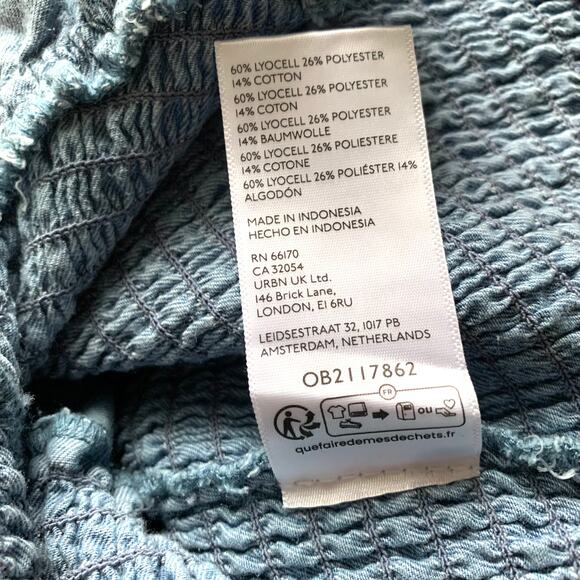 60% LYOCELL 26% POLYESTER
14% COTTON
60% LYOCELL 26% POLYESTER
14% COTON
60% LYOCELL 26% POLYESTER
14% BAUMWOLLE
60% LYOCELL 26% POLIESTERE
14% COTONE
60% LYOCELL 26% POLIÉSTER 14%
ALGODÓN
MADE IN INDONESIA
HECHO EN INDONESIA
RN 66170
CA 32054
URBN UK Ltd.
146 Brick Lane,
LONDON, E1 6RU
LEIDSESTRAAT 32, 1017 PB
AMSTERDAM, NETHERLANDS
OB2117862
FR
OU
quefairedemesdechets.fr